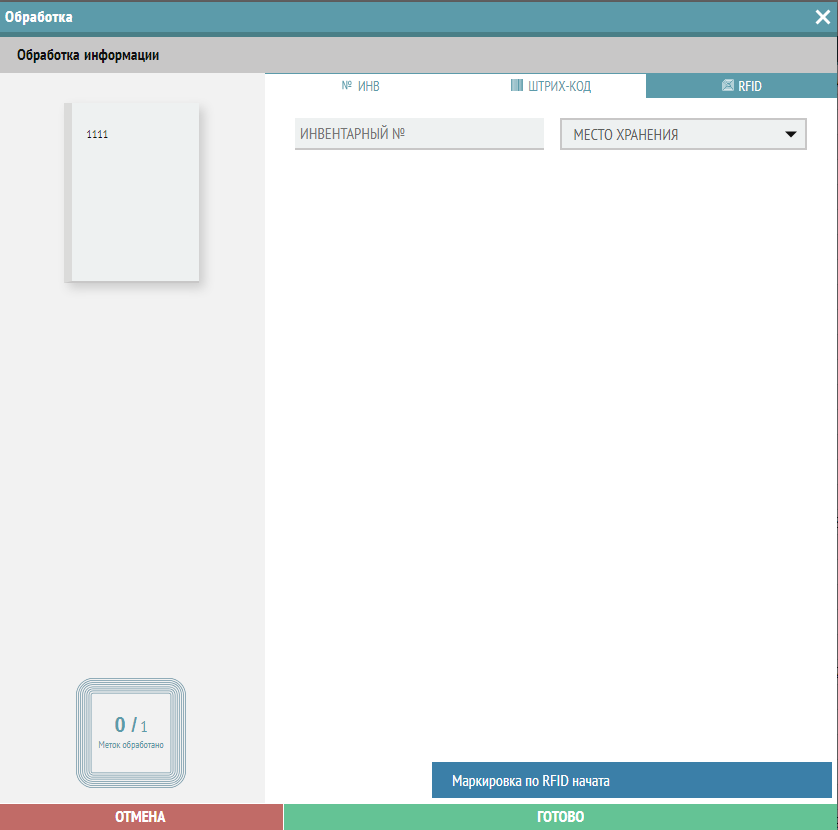 Обработка
Обработка информации
№ ИНВ
ШТРИХ-КОД
RFID
1111
ИНВЕНТАРНЫЙ №
МЕСТО ХРАНЕНИЯ
0 / 1
Меток обработано
Маркировка по RFID начата
ОТМЕНА
ГОТОВО